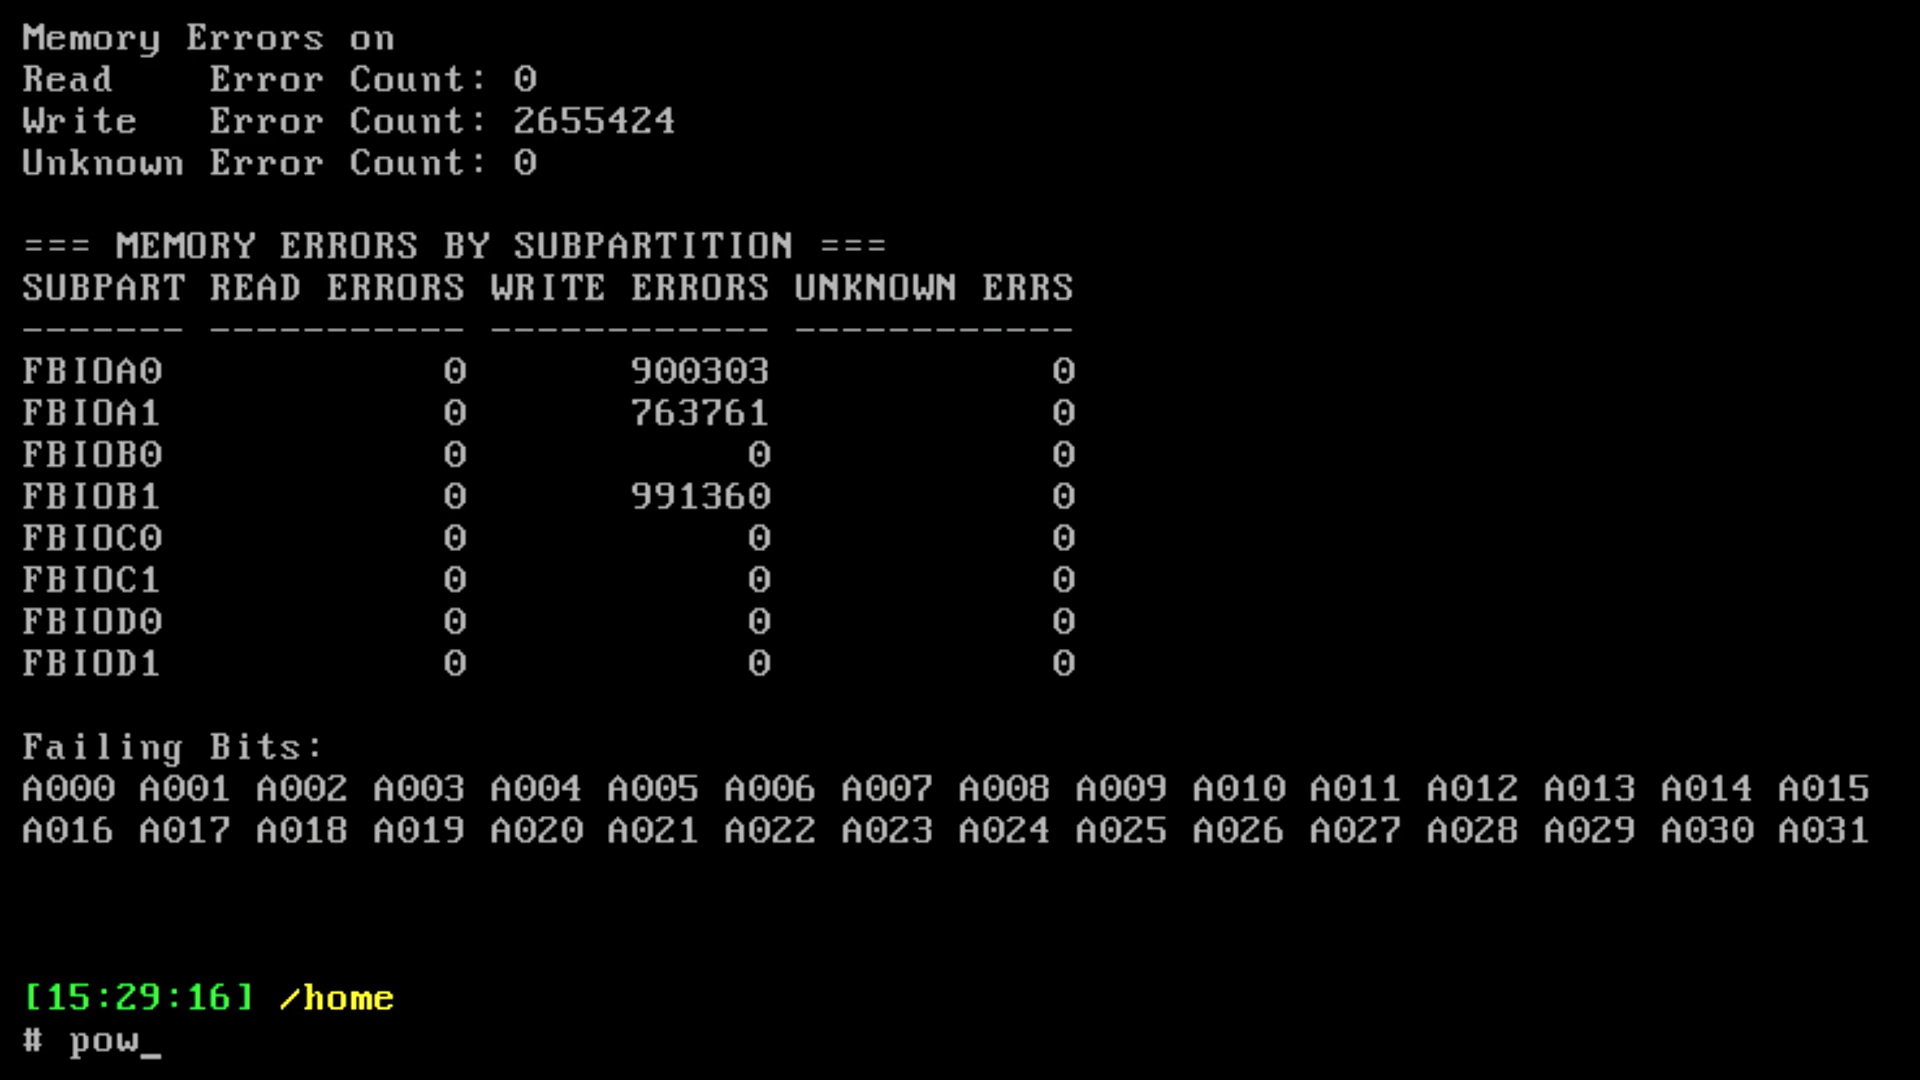 Memory Errors on
Read    Error Count: 0
Write   Error Count: 2655424
Unknown Error Count: 0
=== MEMORY ERRORS BY SUBPARTITION ===
SUBPART READ ERRORS WRITE ERRORS UNKNOWN ERRS
------- ----------- ------------ ------------
FBIOA0            0       900303            0
FBIOA1            0       763761            0
FBIOB0            0            0            0
FBIOB1            0       991360            0
FBIOC0            0            0            0
FBIOC1            0            0            0
FBIOD0            0            0            0
FBIOD1            0            0            0
Failing Bits:
A000 A001 A002 A003 A004 A005 A006 A007 A008 A009 A010 A011 A012 A013 A014 A015
A016 A017 A018 A019 A020 A021 A022 A023 A024 A025 A026 A027 A028 A029 A030 A031
[15:29:16] /home
# pow_